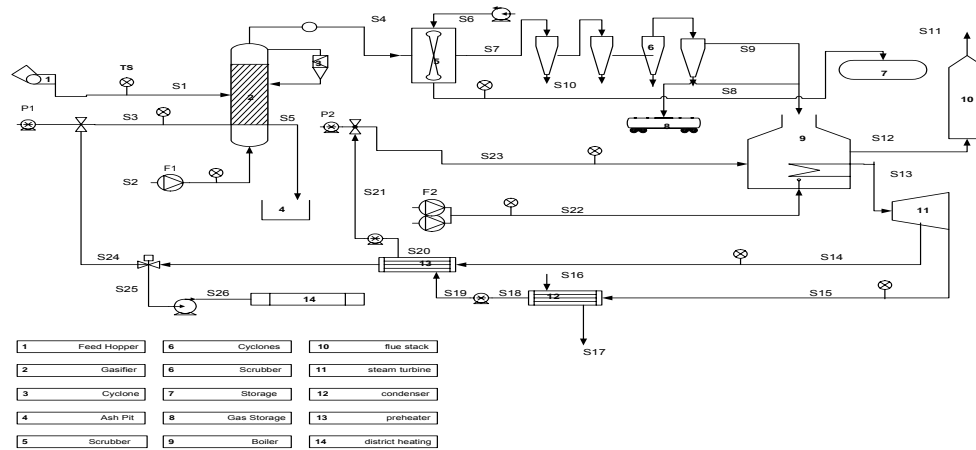 S4
S6
S11
S7
S9
TS
S1
S10
S8
S3
P1
S5
P2
S12
S2
F1
S23
S13
S21
F2
S22
S20
S24
S14
S25
S26
S19
S18
S16
S15
S17
1
2
3
4
5
6
7
8
9
10
11
12
13
14
1 Feed Hopper
6 Cyclones
10 flue stack
2 Gasifier
6 Scrubber
11 steam turbine
3 Cyclone
7 Storage
12 condenser
4 Ash Pit
8 Gas Storage
13 preheater
5 Scrubber
9 Boiler
14 district heating